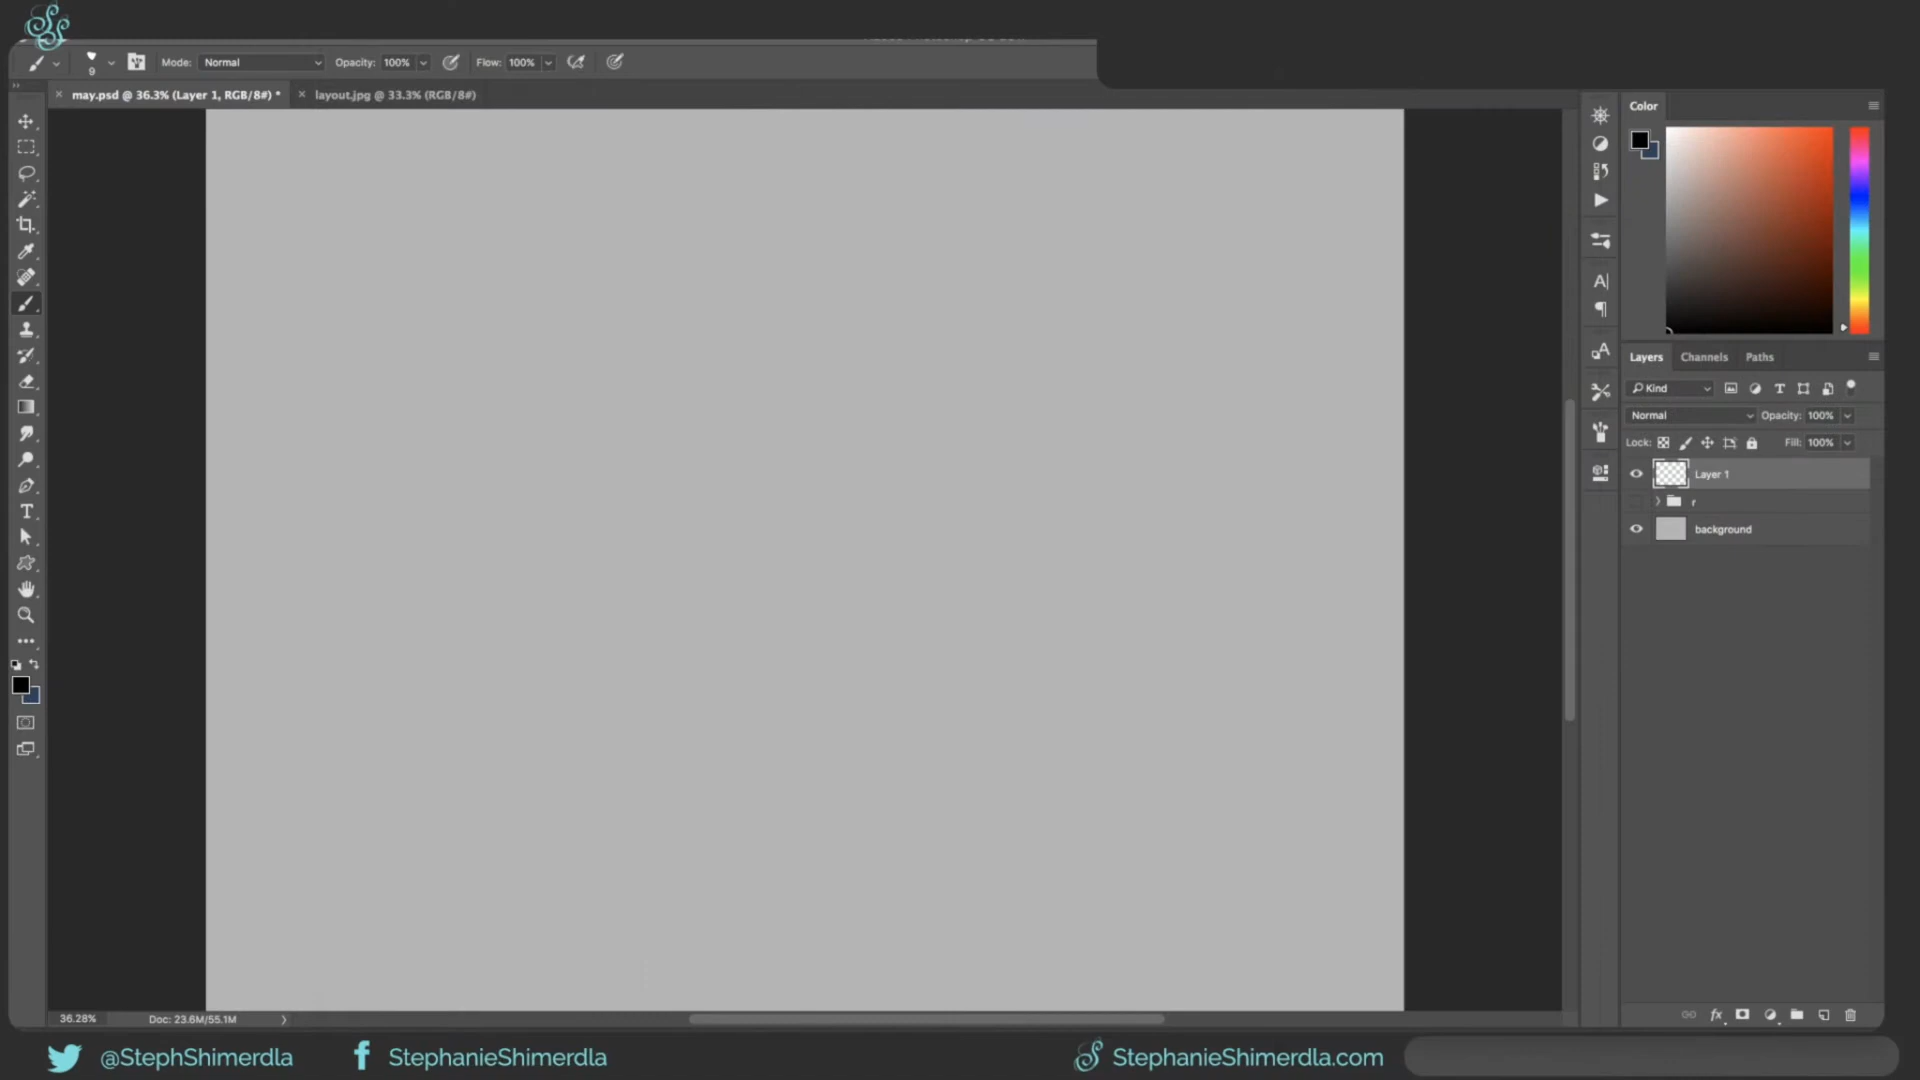 Mode: Normal Opacity: 100% Flow: 100%
9
may.psd @ 36.3% (Layer 1, RGB/8#) *
layout.jpg @ 33.3% (RGB/8#)
Color
Layers Channels Paths
Kind
Normal Opacity: 100%
Lock: Fill: 100%
Layer 1
r
background
36.28% Doc: 23.6M/55.1M
@StephShimerdla
StephanieShimerdla
StephanieShimerdla.com